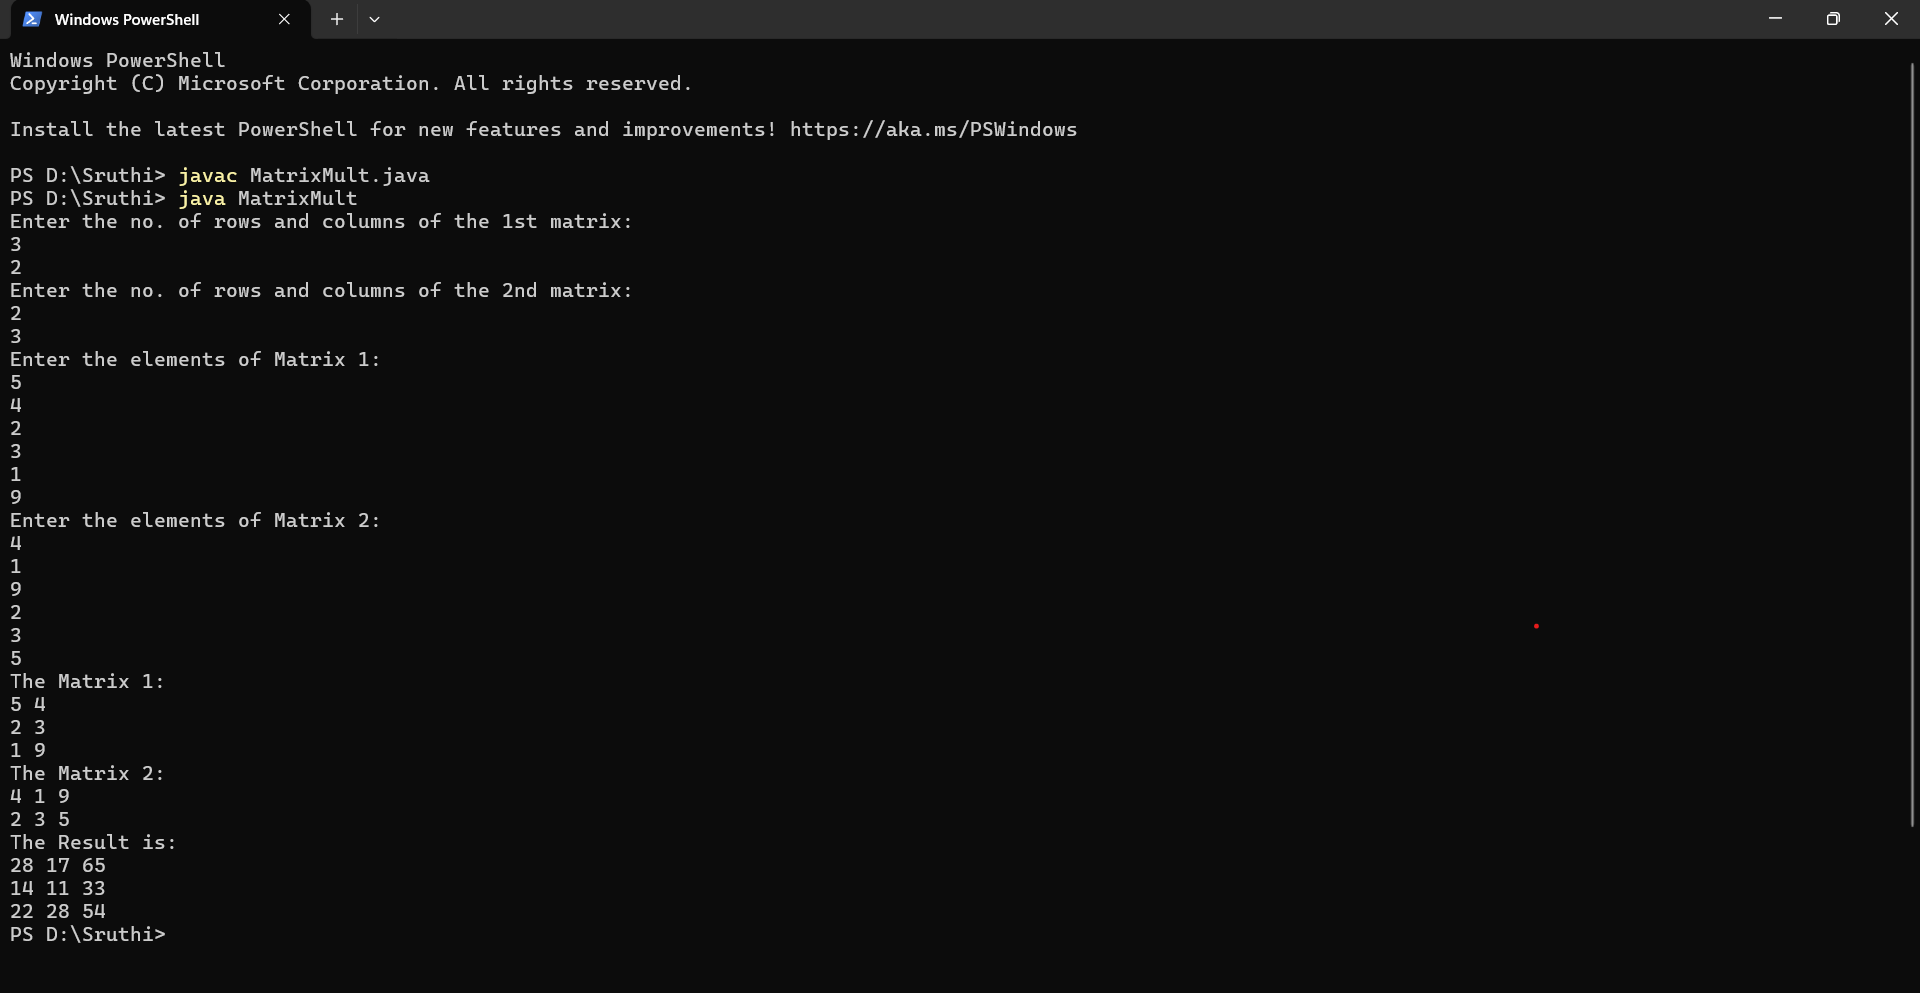 Windows PowerShell
Windows PowerShell
Copyright (C) Microsoft Corporation. All rights reserved.
Install the latest PowerShell for new features and improvements! https://aka.ms/PSWindows
PS D:\Sruthi> javac MatrixMult.java
PS D:\Sruthi> java MatrixMult
Enter the no. of rows and columns of the 1st matrix:
3
2
Enter the no. of rows and columns of the 2nd matrix:
2
3
Enter the elements of Matrix 1:
5
4
2
3
1
9
Enter the elements of Matrix 2:
4
1
9
2
3
5
The Matrix 1:
5 4
2 3
1 9
The Matrix 2:
4 1 9
2 3 5
The Result is:
28 17 65
14 11 33
22 28 54
PS D:\Sruthi>